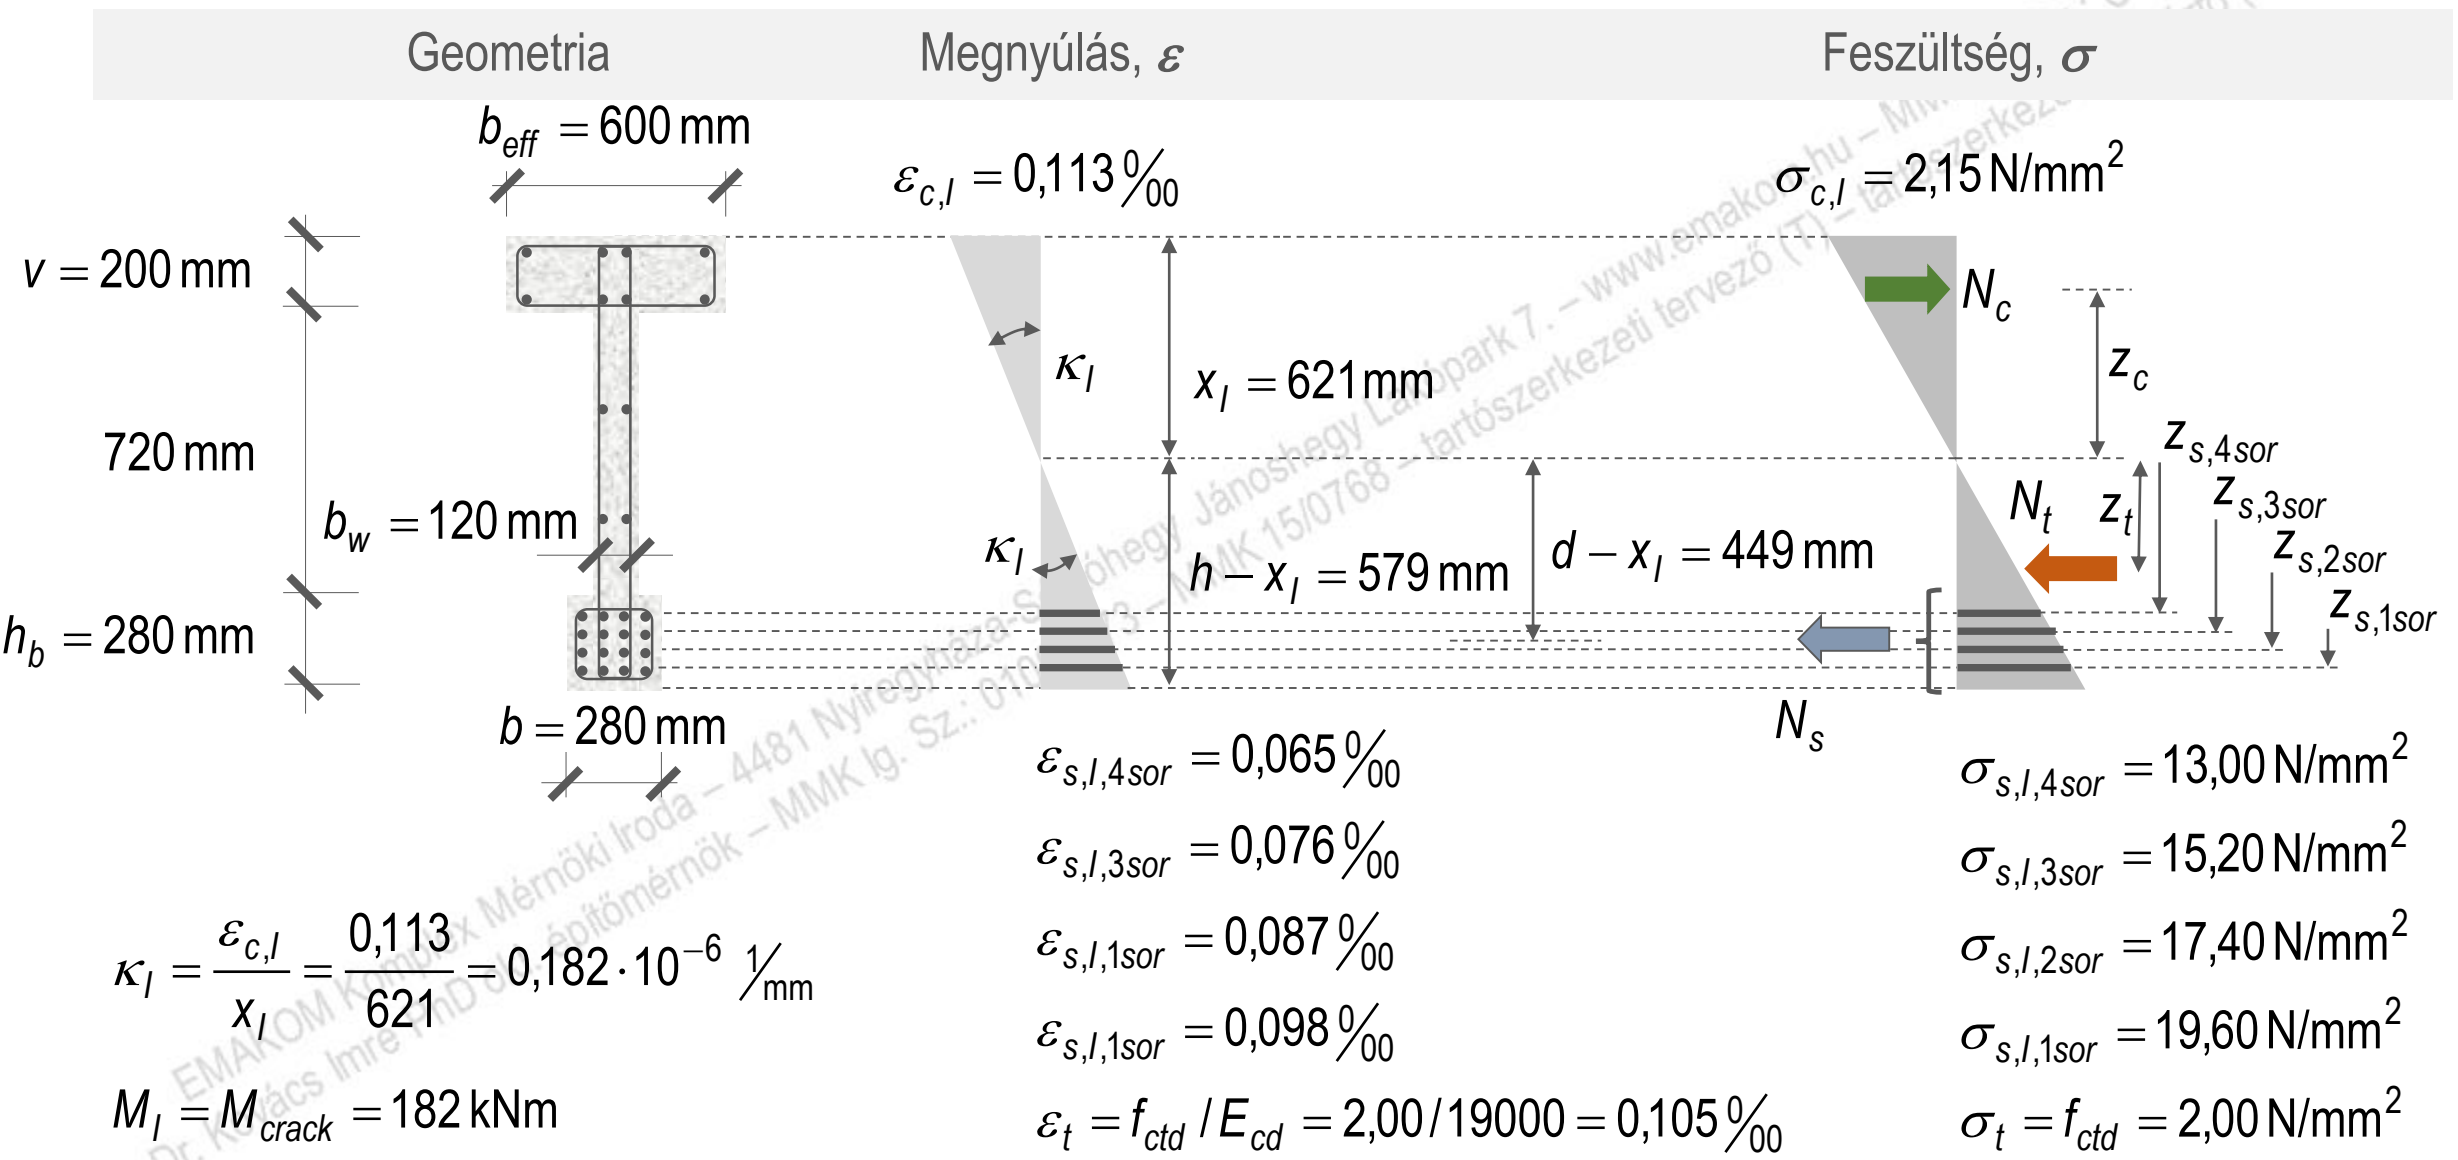 Geometria Megnyúlás, ε Feszültség, σ
b_eff = 600 mm
ε_c,I = 0,113 ‰
σ_c,I = 2,15 N/mm²
v = 200 mm
N_c
z_c
κ_I
x_I = 621 mm
720 mm
z_s,4sor
z_s,3sor
N_t z_t
b_w = 120 mm
κ_I
h − x_I = 579 mm
d − x_I = 449 mm
z_s,2sor
z_s,1sor
h_b = 280 mm
b = 280 mm
N_s
ε_s,I,4sor = 0,065 ‰
σ_s,I,4sor = 13,00 N/mm²
ε_s,I,3sor = 0,076 ‰
σ_s,I,3sor = 15,20 N/mm²
κ_I = ε_c,I / x_I = 0,113 / 621 = 0,182 · 10⁻⁶ 1/mm
ε_s,I,1sor = 0,087 ‰
σ_s,I,2sor = 17,40 N/mm²
ε_s,I,1sor = 0,098 ‰
σ_s,I,1sor = 19,60 N/mm²
M_I = M_crack = 182 kNm
ε_t = f_ctd / E_cd = 2,00 / 19000 = 0,105 ‰
σ_t = f_ctd = 2,00 N/mm²